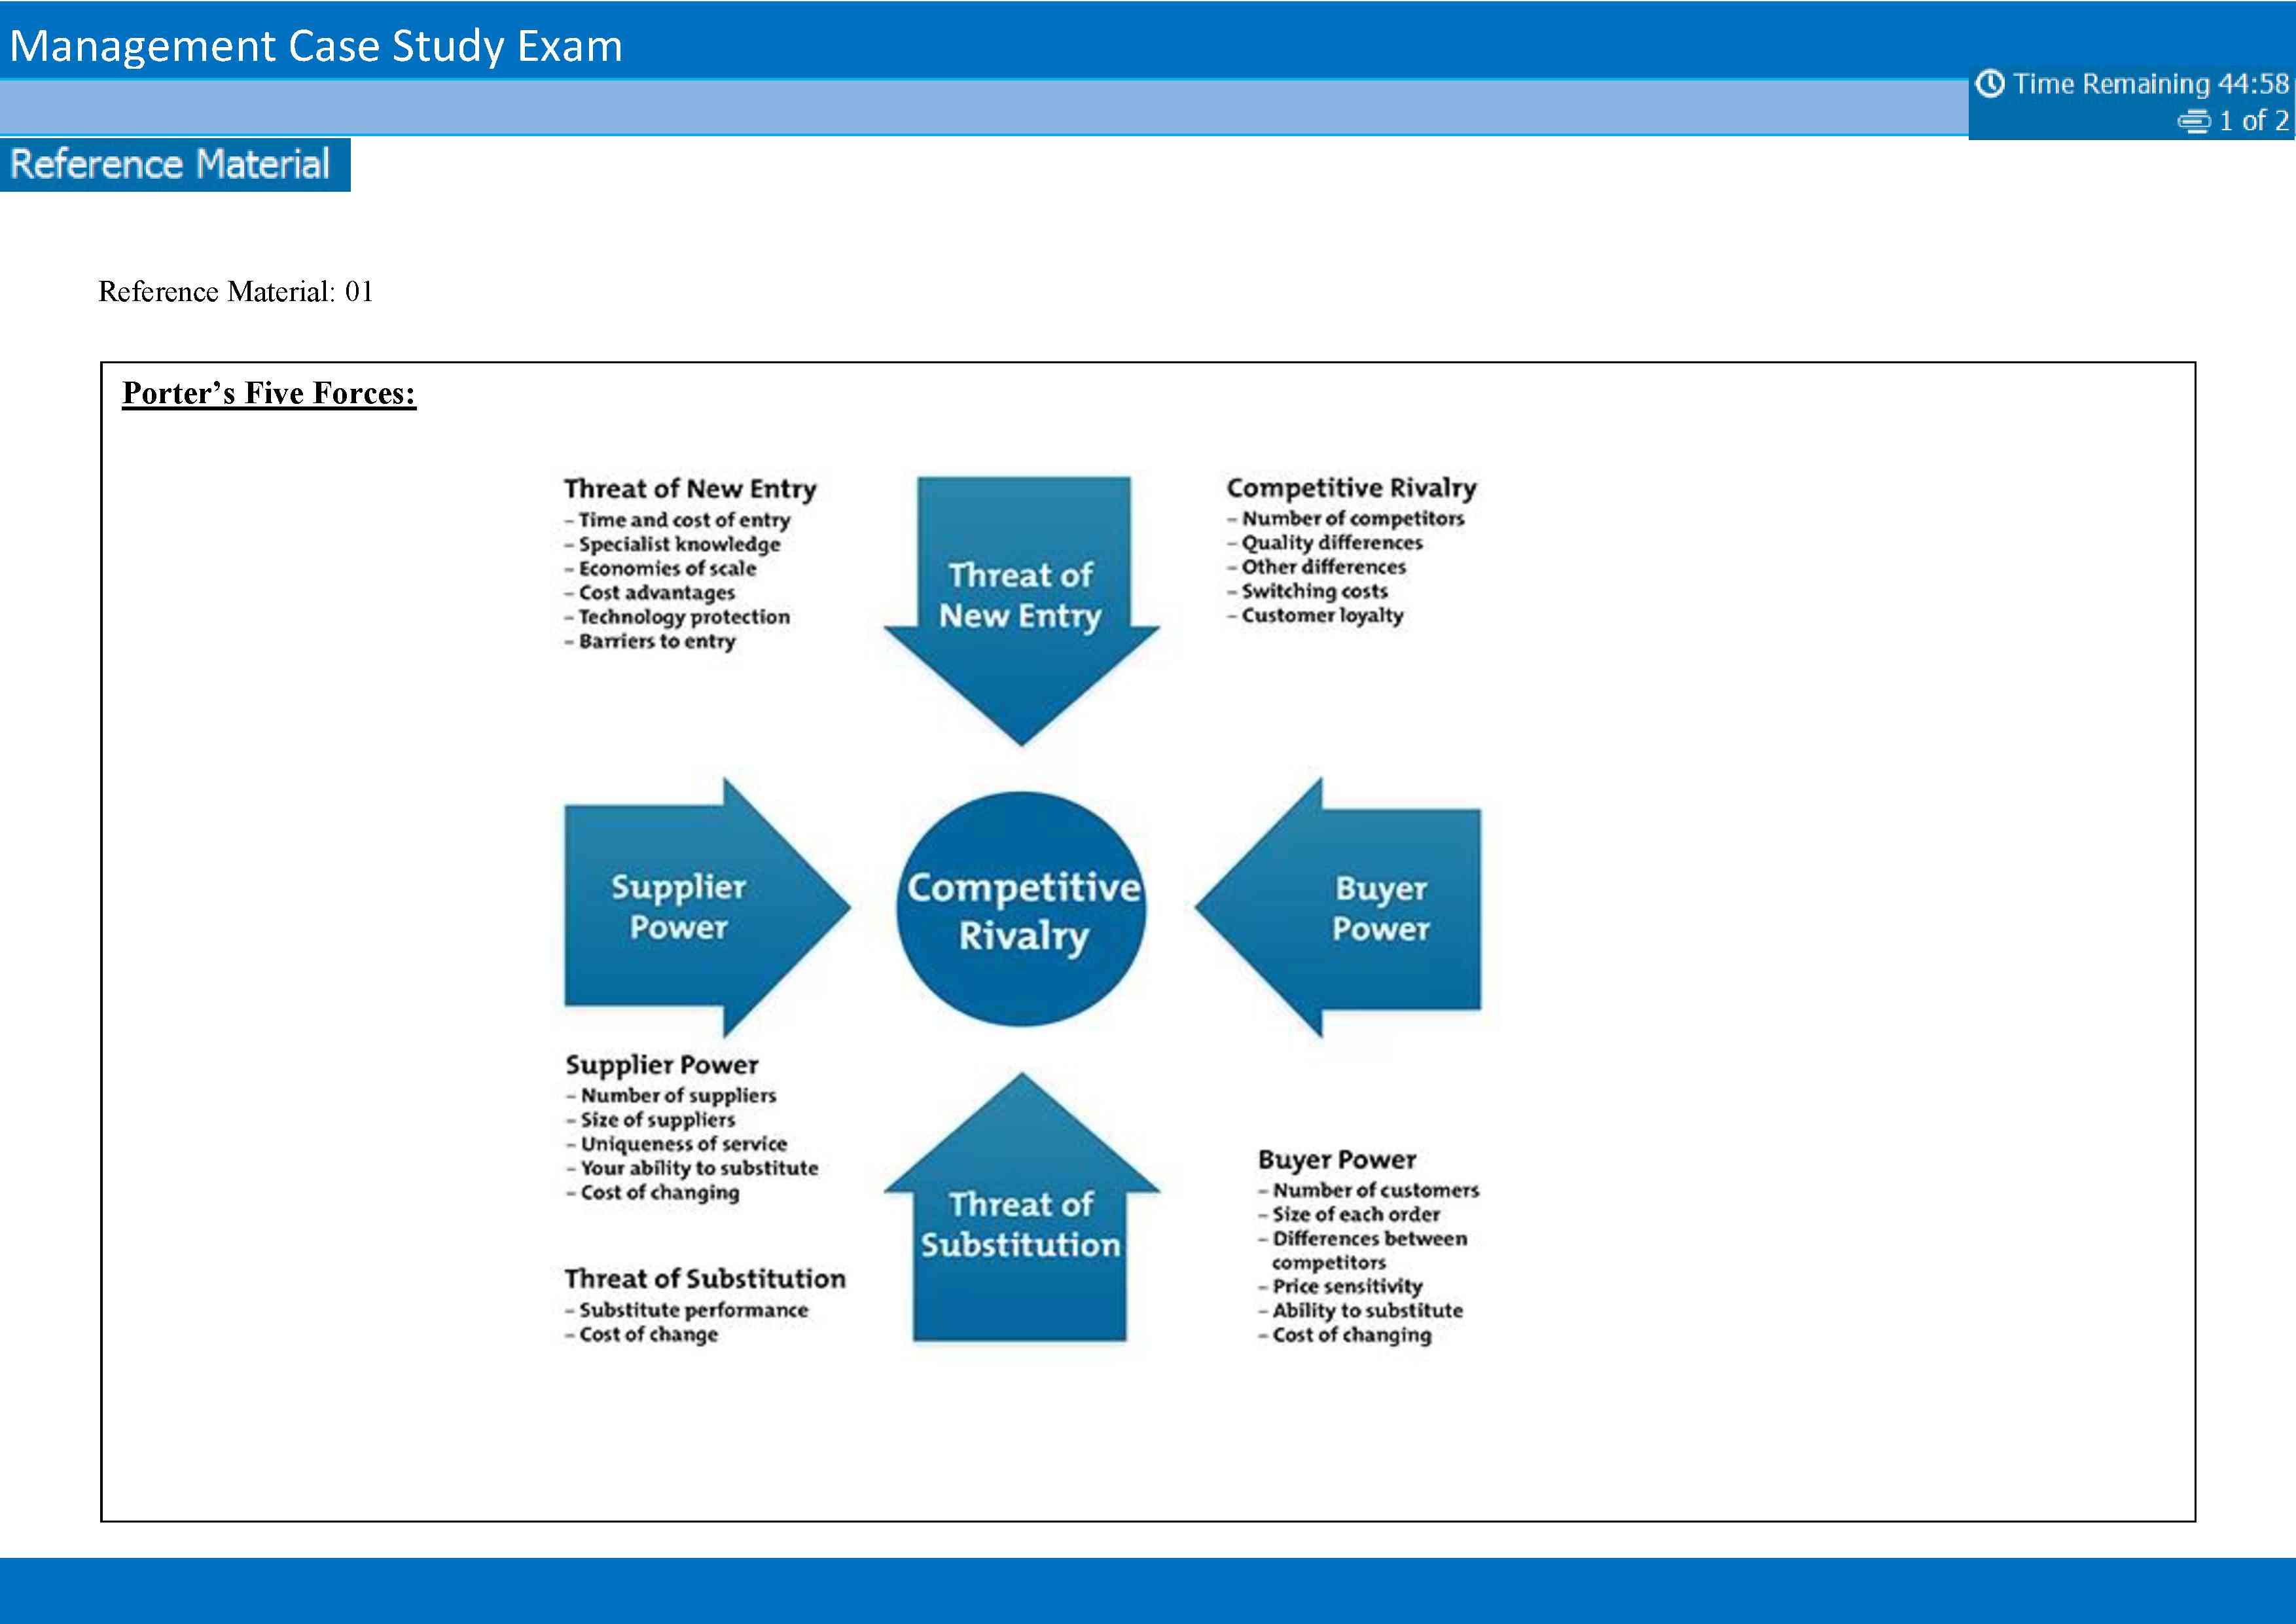 Management Case Study Exam
Time Remaining 44:58
1 of 2
Reference Material
Reference Material: 01
Porter’s Five Forces:
Threat of New Entry
– Time and cost of entry
– Specialist knowledge
– Economies of scale
– Cost advantages
– Technology protection
– Barriers to entry
Threat of
New Entry
Competitive Rivalry
– Number of competitors
– Quality differences
– Other differences
– Switching costs
– Customer loyalty
Supplier
Power
Competitive
Rivalry
Buyer
Power
Supplier Power
– Number of suppliers
– Size of suppliers
– Uniqueness of service
– Your ability to substitute
– Cost of changing
Threat of
Substitution
Threat of Substitution
– Substitute performance
– Cost of change
Buyer Power
– Number of customers
– Size of each order
– Differences between
competitors
– Price sensitivity
– Ability to substitute
– Cost of changing